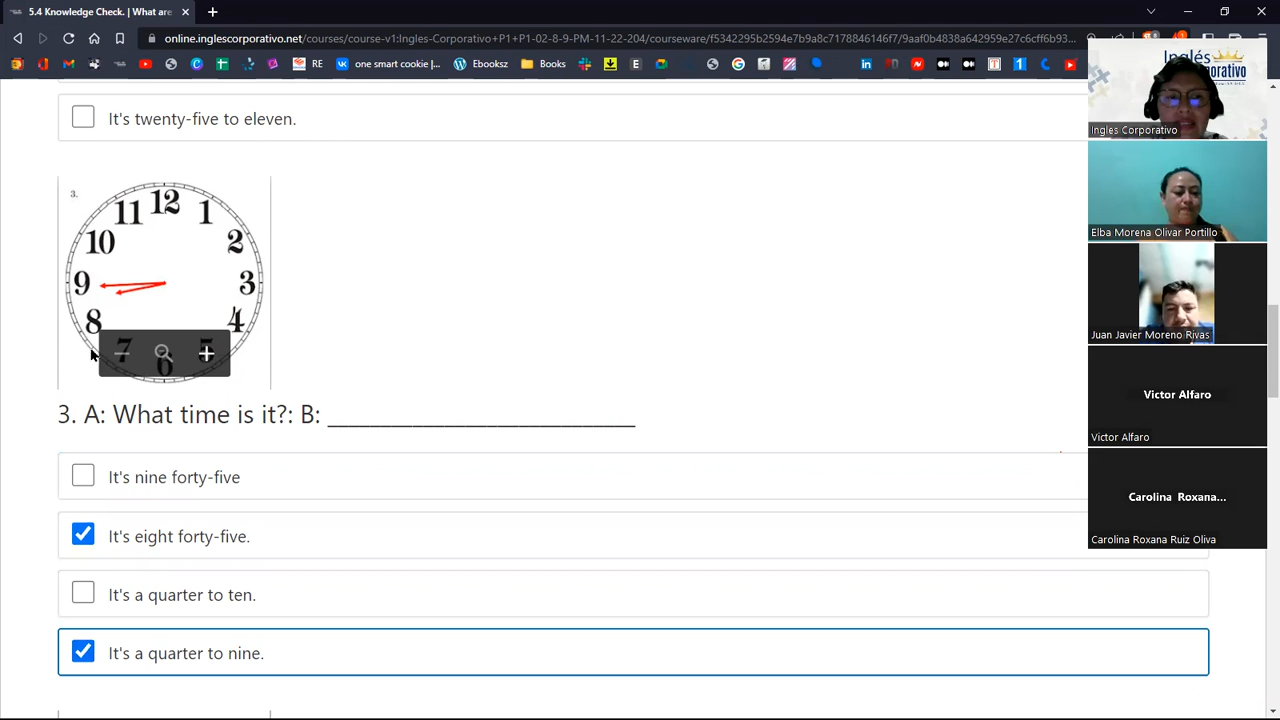 5.4 Knowledge Check. | What are
online.inglescorporativo.net/courses/course-v1:Ingles-Corporativo+P1+P1-02-8-9-PM-11-22-204/courseware/f5342295b2594e7b9a8c7178846146f7/9aaf0b4838a642959e27c6cff6b93...
RE
one smart cookie |...
Books
It's twenty-five to eleven.
3.
12
11
1
10
2
9
3
8
4
7
5
6
3. A: What time is it?: B:
It's nine forty-five
It's eight forty-five.
It's a quarter to ten.
It's a quarter to nine.
Inglés
Ingles Corporativo
Elba Morena Olivar Portillo
Juan Javier Moreno Rivas
Victor Alfaro
Victor Alfaro
Carolina Roxana...
Carolina Roxana Ruiz Oliva